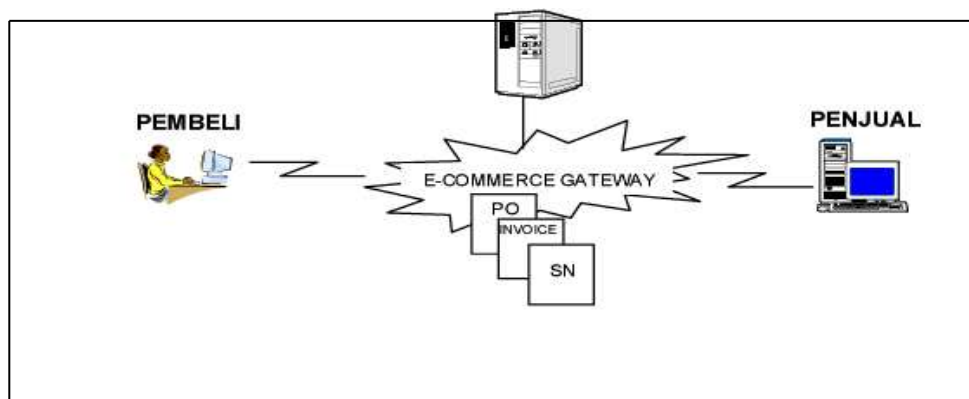 PEMBELI
PENJUAL
E-COMMERCE GATEWAY
PO
INVOICE
SN